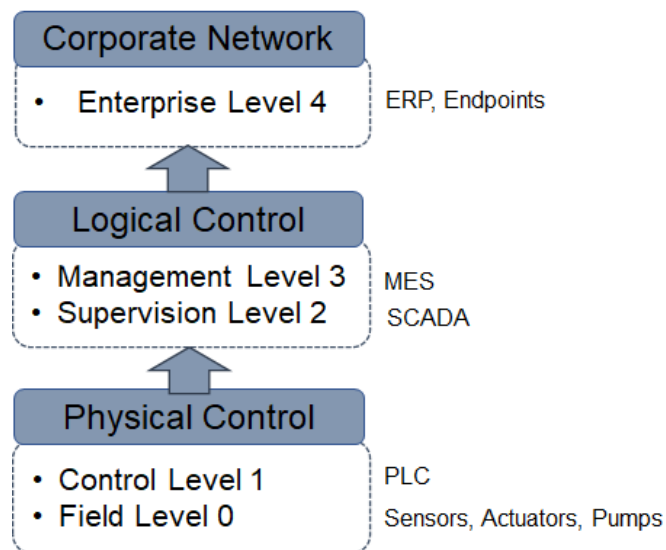 Corporate Network
• Enterprise Level 4
ERP, Endpoints
Logical Control
• Management Level 3
MES
• Supervision Level 2
SCADA
Physical Control
• Control Level 1
PLC
• Field Level 0
Sensors, Actuators, Pumps